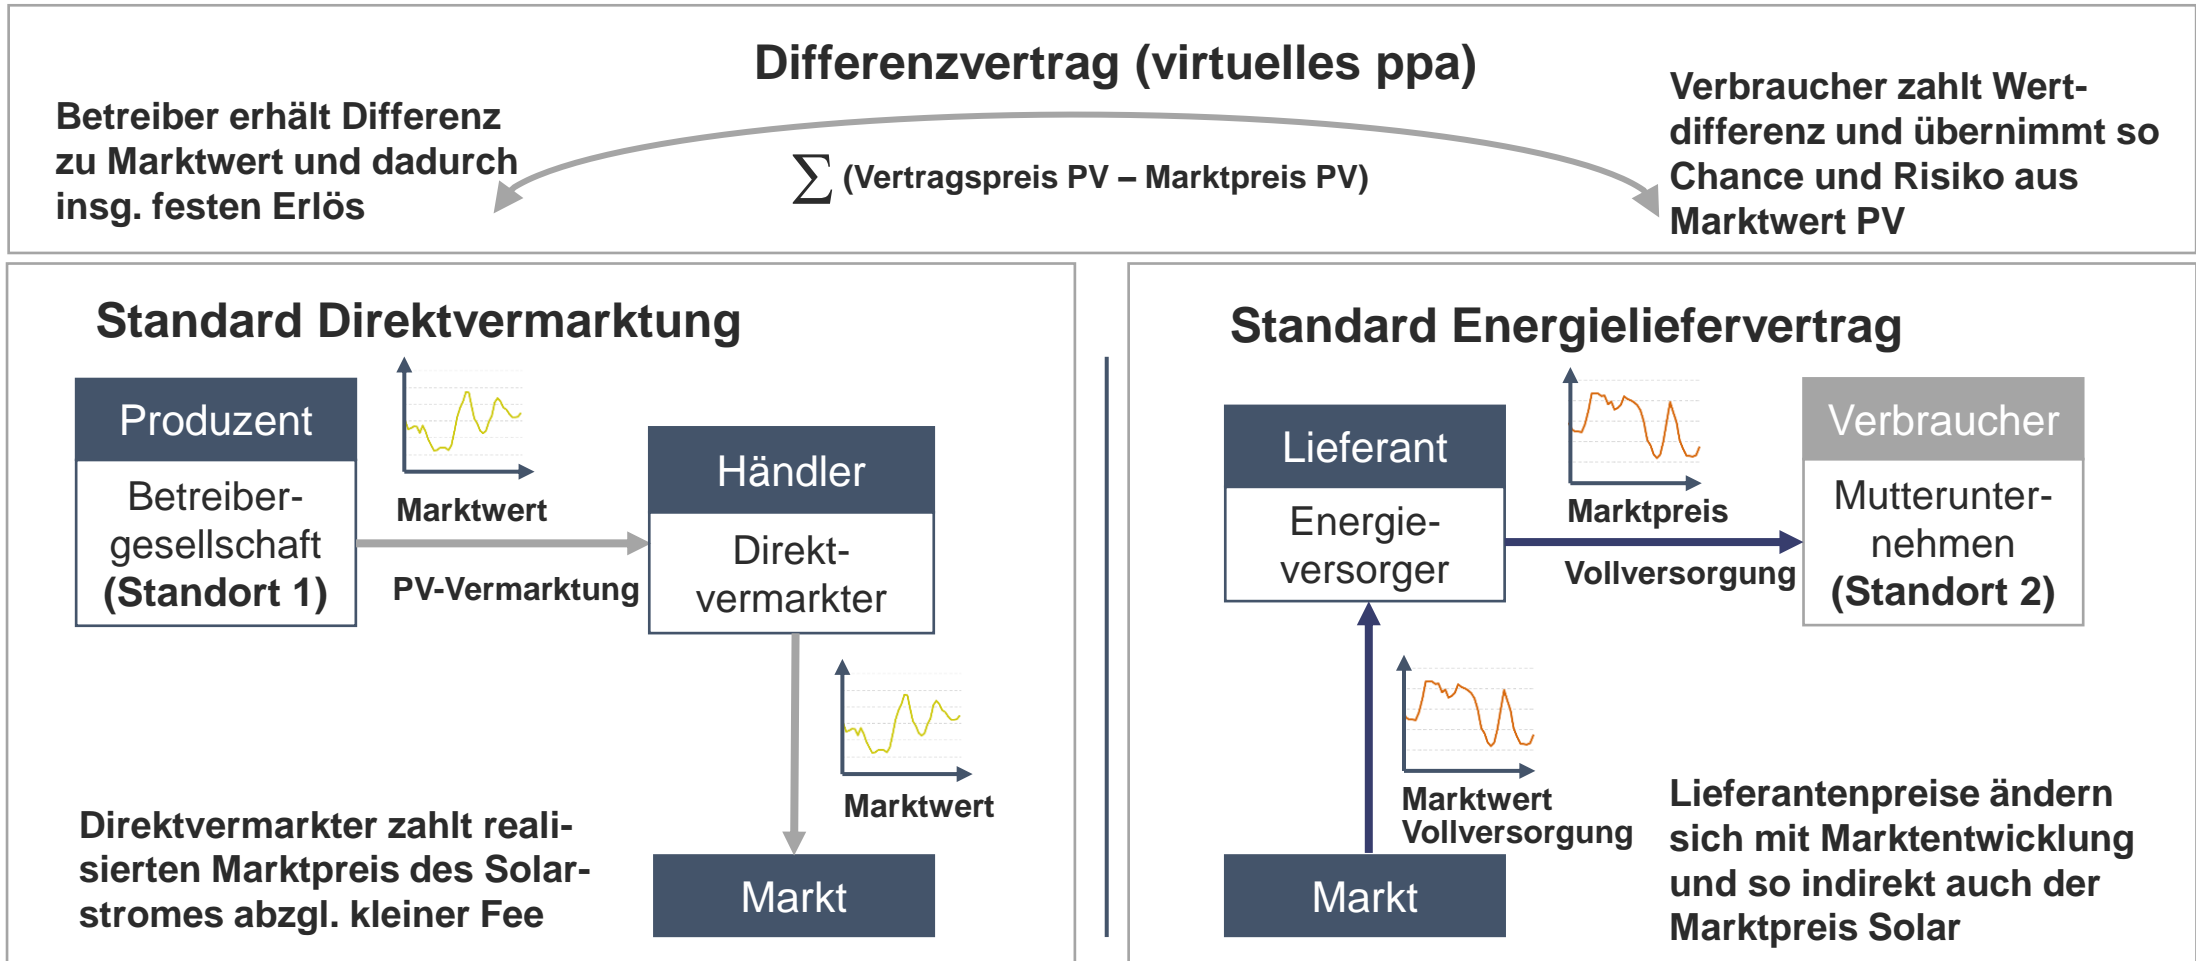 Differenzvertrag (virtuelles ppa)
Betreiber erhält Differenz
zu Marktwert und dadurch
insg. festen Erlös
∑ (Vertragspreis PV – Marktpreis PV)
Verbraucher zahlt Wert-
differenz und übernimmt so
Chance und Risiko aus
Marktwert PV
Standard Direktvermarktung
Produzent
Betreiber-
gesellschaft
(Standort 1)
Marktwert
PV-Vermarktung
Händler
Direkt-
vermarkter
Marktwert
Markt
Direktvermarkter zahlt reali-
sierten Marktpreis des Solar-
stromes abzgl. kleiner Fee
Standard Energieliefervertrag
Lieferant
Energie-
versorger
Marktpreis
Vollversorgung
Verbraucher
Mutterunter-
nehmen
(Standort 2)
Marktwert
Vollversorgung
Markt
Lieferantenpreise ändern
sich mit Marktentwicklung
und so indirekt auch der
Marktpreis Solar